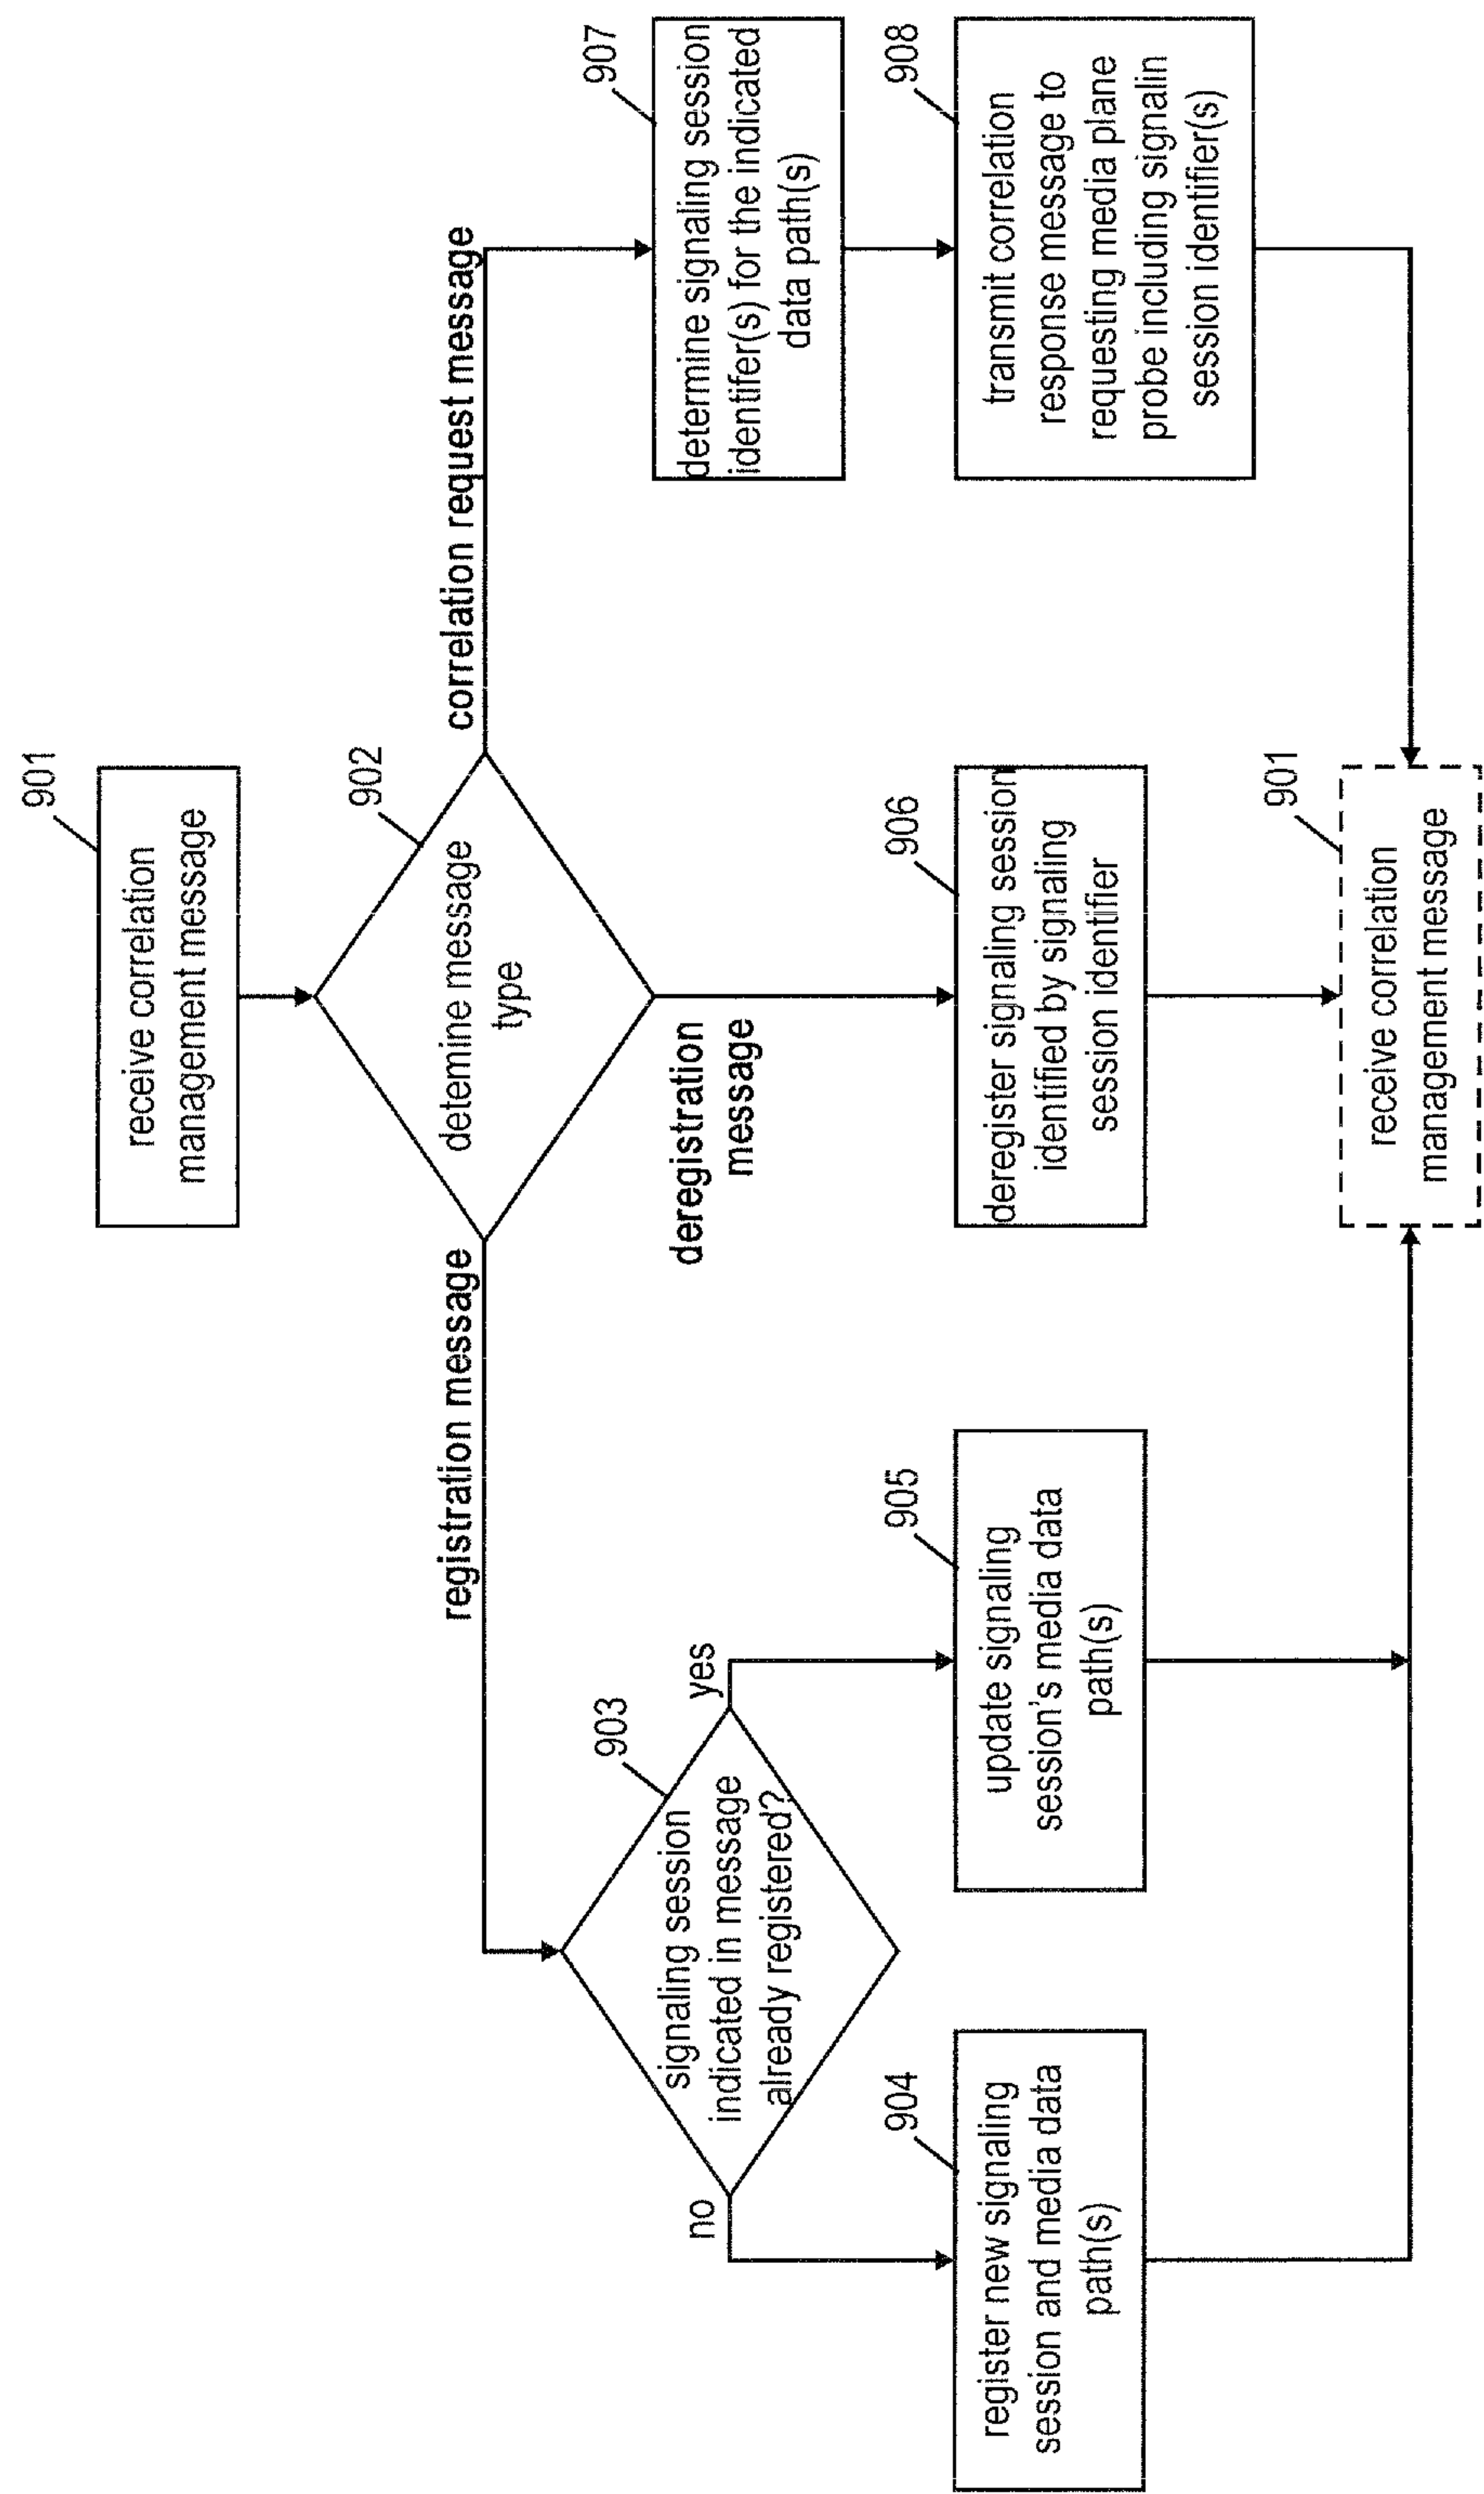 901
receive correlation
management message
902
determine message
type
registration message
deregistration
message
correlation request message
903
signaling session
indicated in message
already registered?
no
yes
904
register new signaling
session and media data
path(s)
905
update signaling
session's media data
path(s)
906
deregister signaling session
identified by signaling
session identifier
907
determine signaling session
identifer(s) for the indicated
data path(s)
908
transmit correlation
response message to
requesting media plane
probe including signalin
session identifier(s)
901
receive correlation
management message